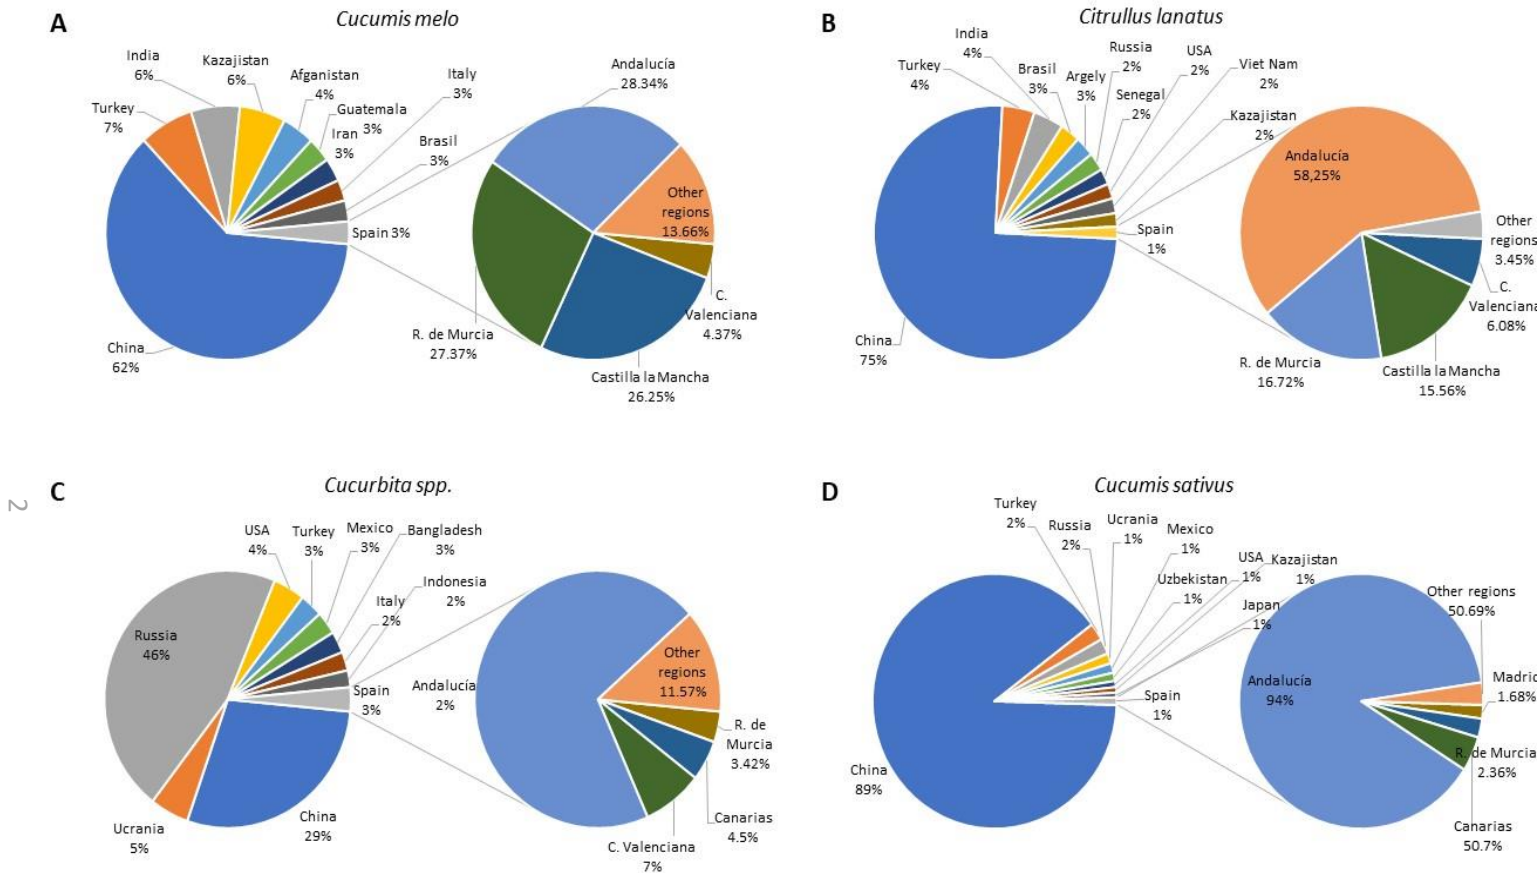 A
Cucumis melo
India
6%
Kazajistan
6%
Afganistan
4%
Italy
3%
Andalucía
28.34%
Turkey
7%
Guatemala
3%
Iran
3%
Brasil
3%
Other
regions
13.66%
Spain 3%
C.
Valenciana
4.37%
R. de Murcia
27.37%
China
62%
Castilla la Mancha
26.25%
B
Citrullus lanatus
India
4%
Russia
2%
USA
2%
Turkey
4%
Brasil
3%
Argely
3%
Viet Nam
2%
Senegal
2%
Kazajistan
2%
Andalucía
58,25%
Spain
1%
Other
regions
3.45%
C.
Valenciana
6.08%
China
75%
R. de Murcia
16.72%
Castilla la Mancha
15.56%
2
C
Cucurbita spp.
USA
4%
Turkey
3%
Mexico
3%
Bangladesh
3%
Indonesia
2%
Italy
2%
Russia
46%
Spain
3%
Andalucía
2%
Other
regions
11.57%
R. de
Murcia
3.42%
Ucrania
5%
China
29%
Canarias
4.5%
C. Valenciana
7%
D
Cucumis sativus
Turkey
2%
Russia
2%
Ucrania
1%
Mexico
1%
Uzbekistan
1%
USA
1%
Kazajistan
1%
Japan
1%
Other regions
50.69%
Spain
1%
Andalucía
94%
Madrid
1.68%
R. de Murcia
2.36%
China
89%
Canarias
50.7%